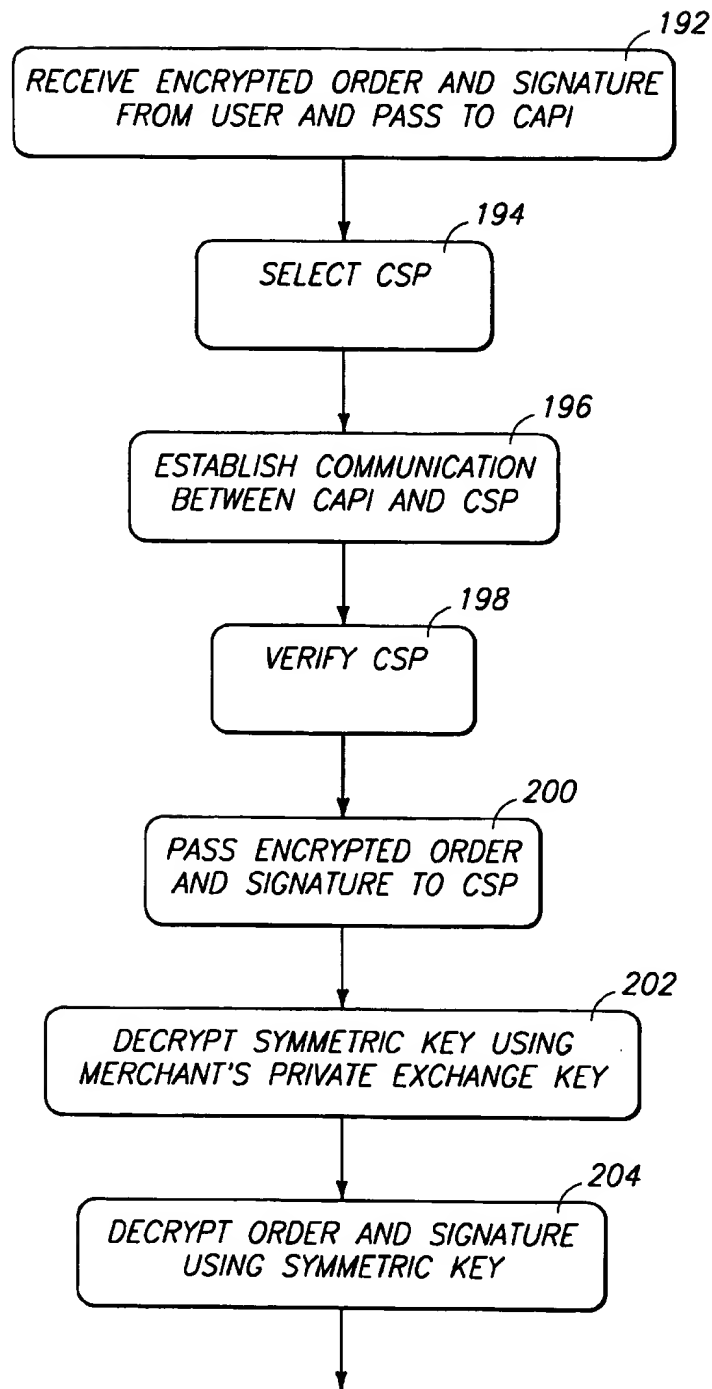 192
RECEIVE ENCRYPTED ORDER AND SIGNATURE
FROM USER AND PASS TO CAPI
194
SELECT CSP
196
ESTABLISH COMMUNICATION
BETWEEN CAPI AND CSP
198
VERIFY CSP
200
PASS ENCRYPTED ORDER
AND SIGNATURE TO CSP
202
DECRYPT SYMMETRIC KEY USING
MERCHANT'S PRIVATE EXCHANGE KEY
204
DECRYPT ORDER AND SIGNATURE
USING SYMMETRIC KEY